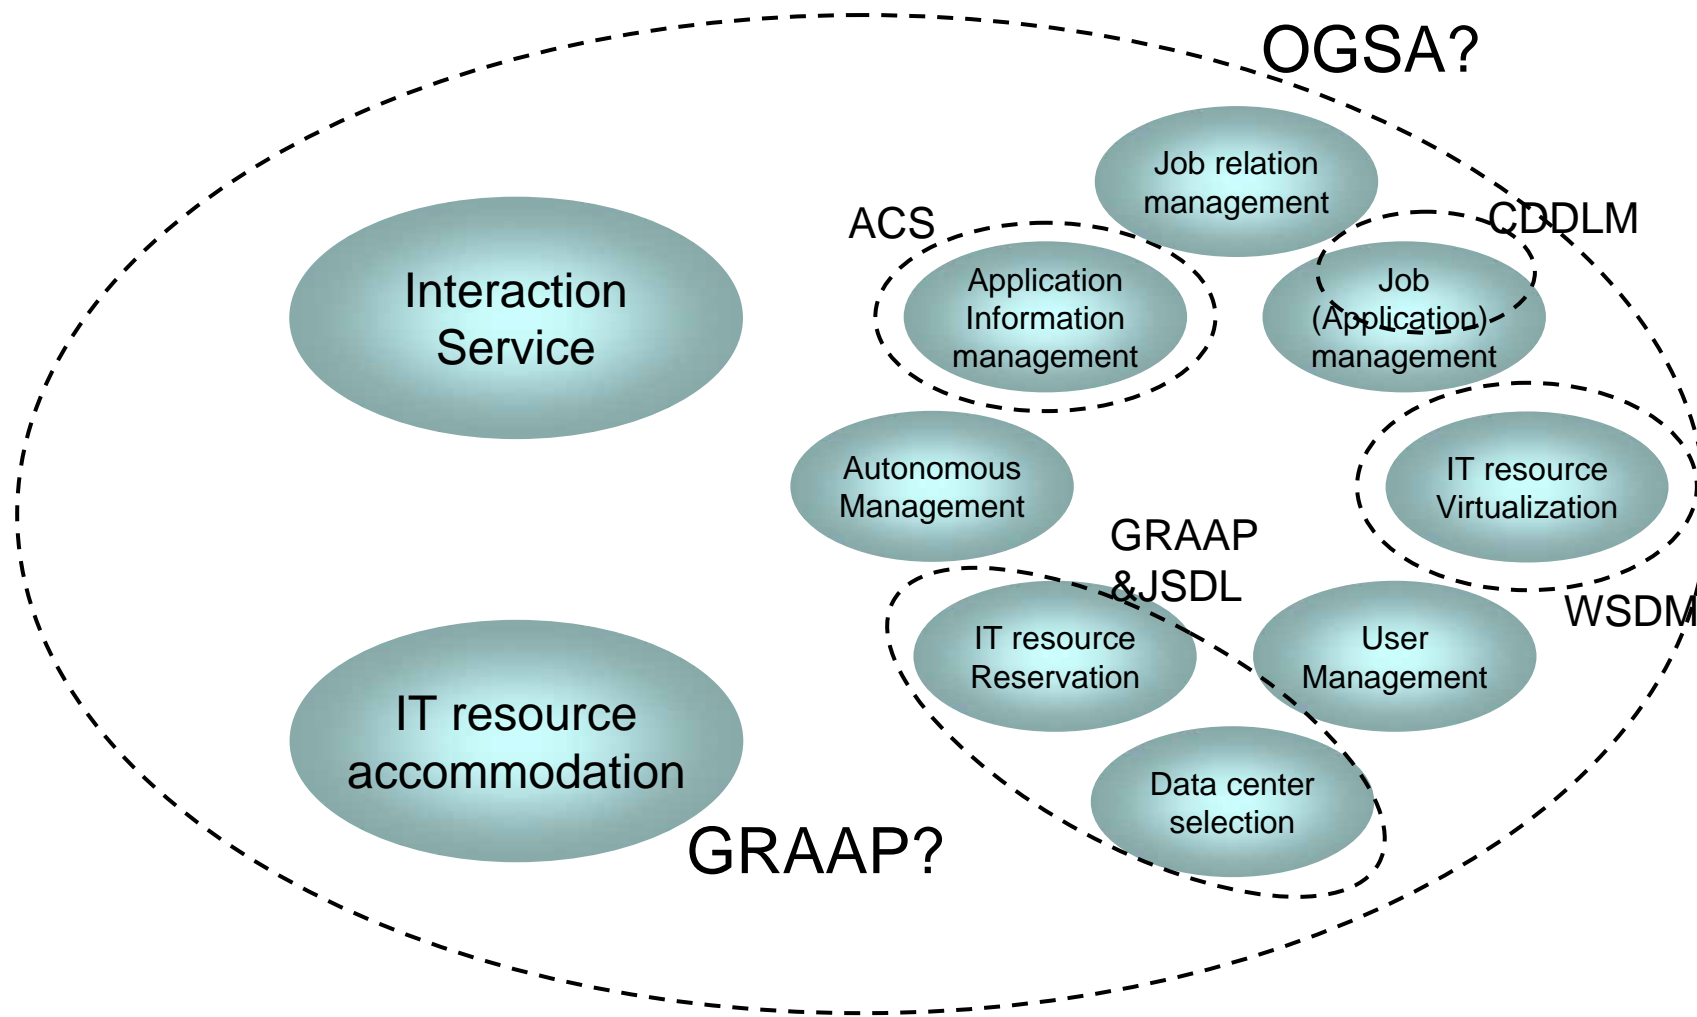 OGSA?
Job relation
management
ACS
CDDLM
Interaction
Service
Application
Information
management
Job
(Application)
management
Autonomous
Management
IT resource
Virtualization
GRAAP
&JSDL
WSDM
IT resource
Reservation
User
Management
IT resource
accommodation
Data center
selection
GRAAP?